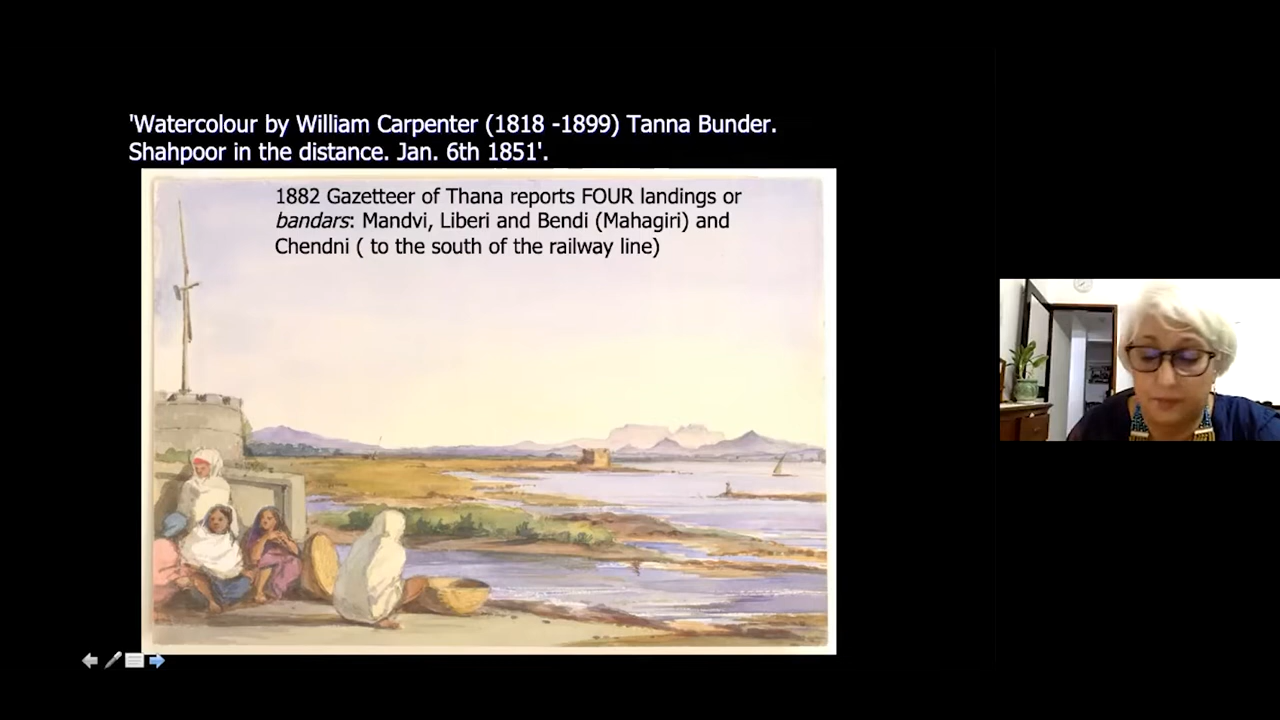 'Watercolour by William Carpenter (1818 -1899) Tanna Bunder.
Shahpoor in the distance. Jan. 6th 1851'.
1882 Gazetteer of Thana reports FOUR landings or
bandars: Mandvi, Liberi and Bendi (Mahagiri) and
Chendni ( to the south of the railway line)